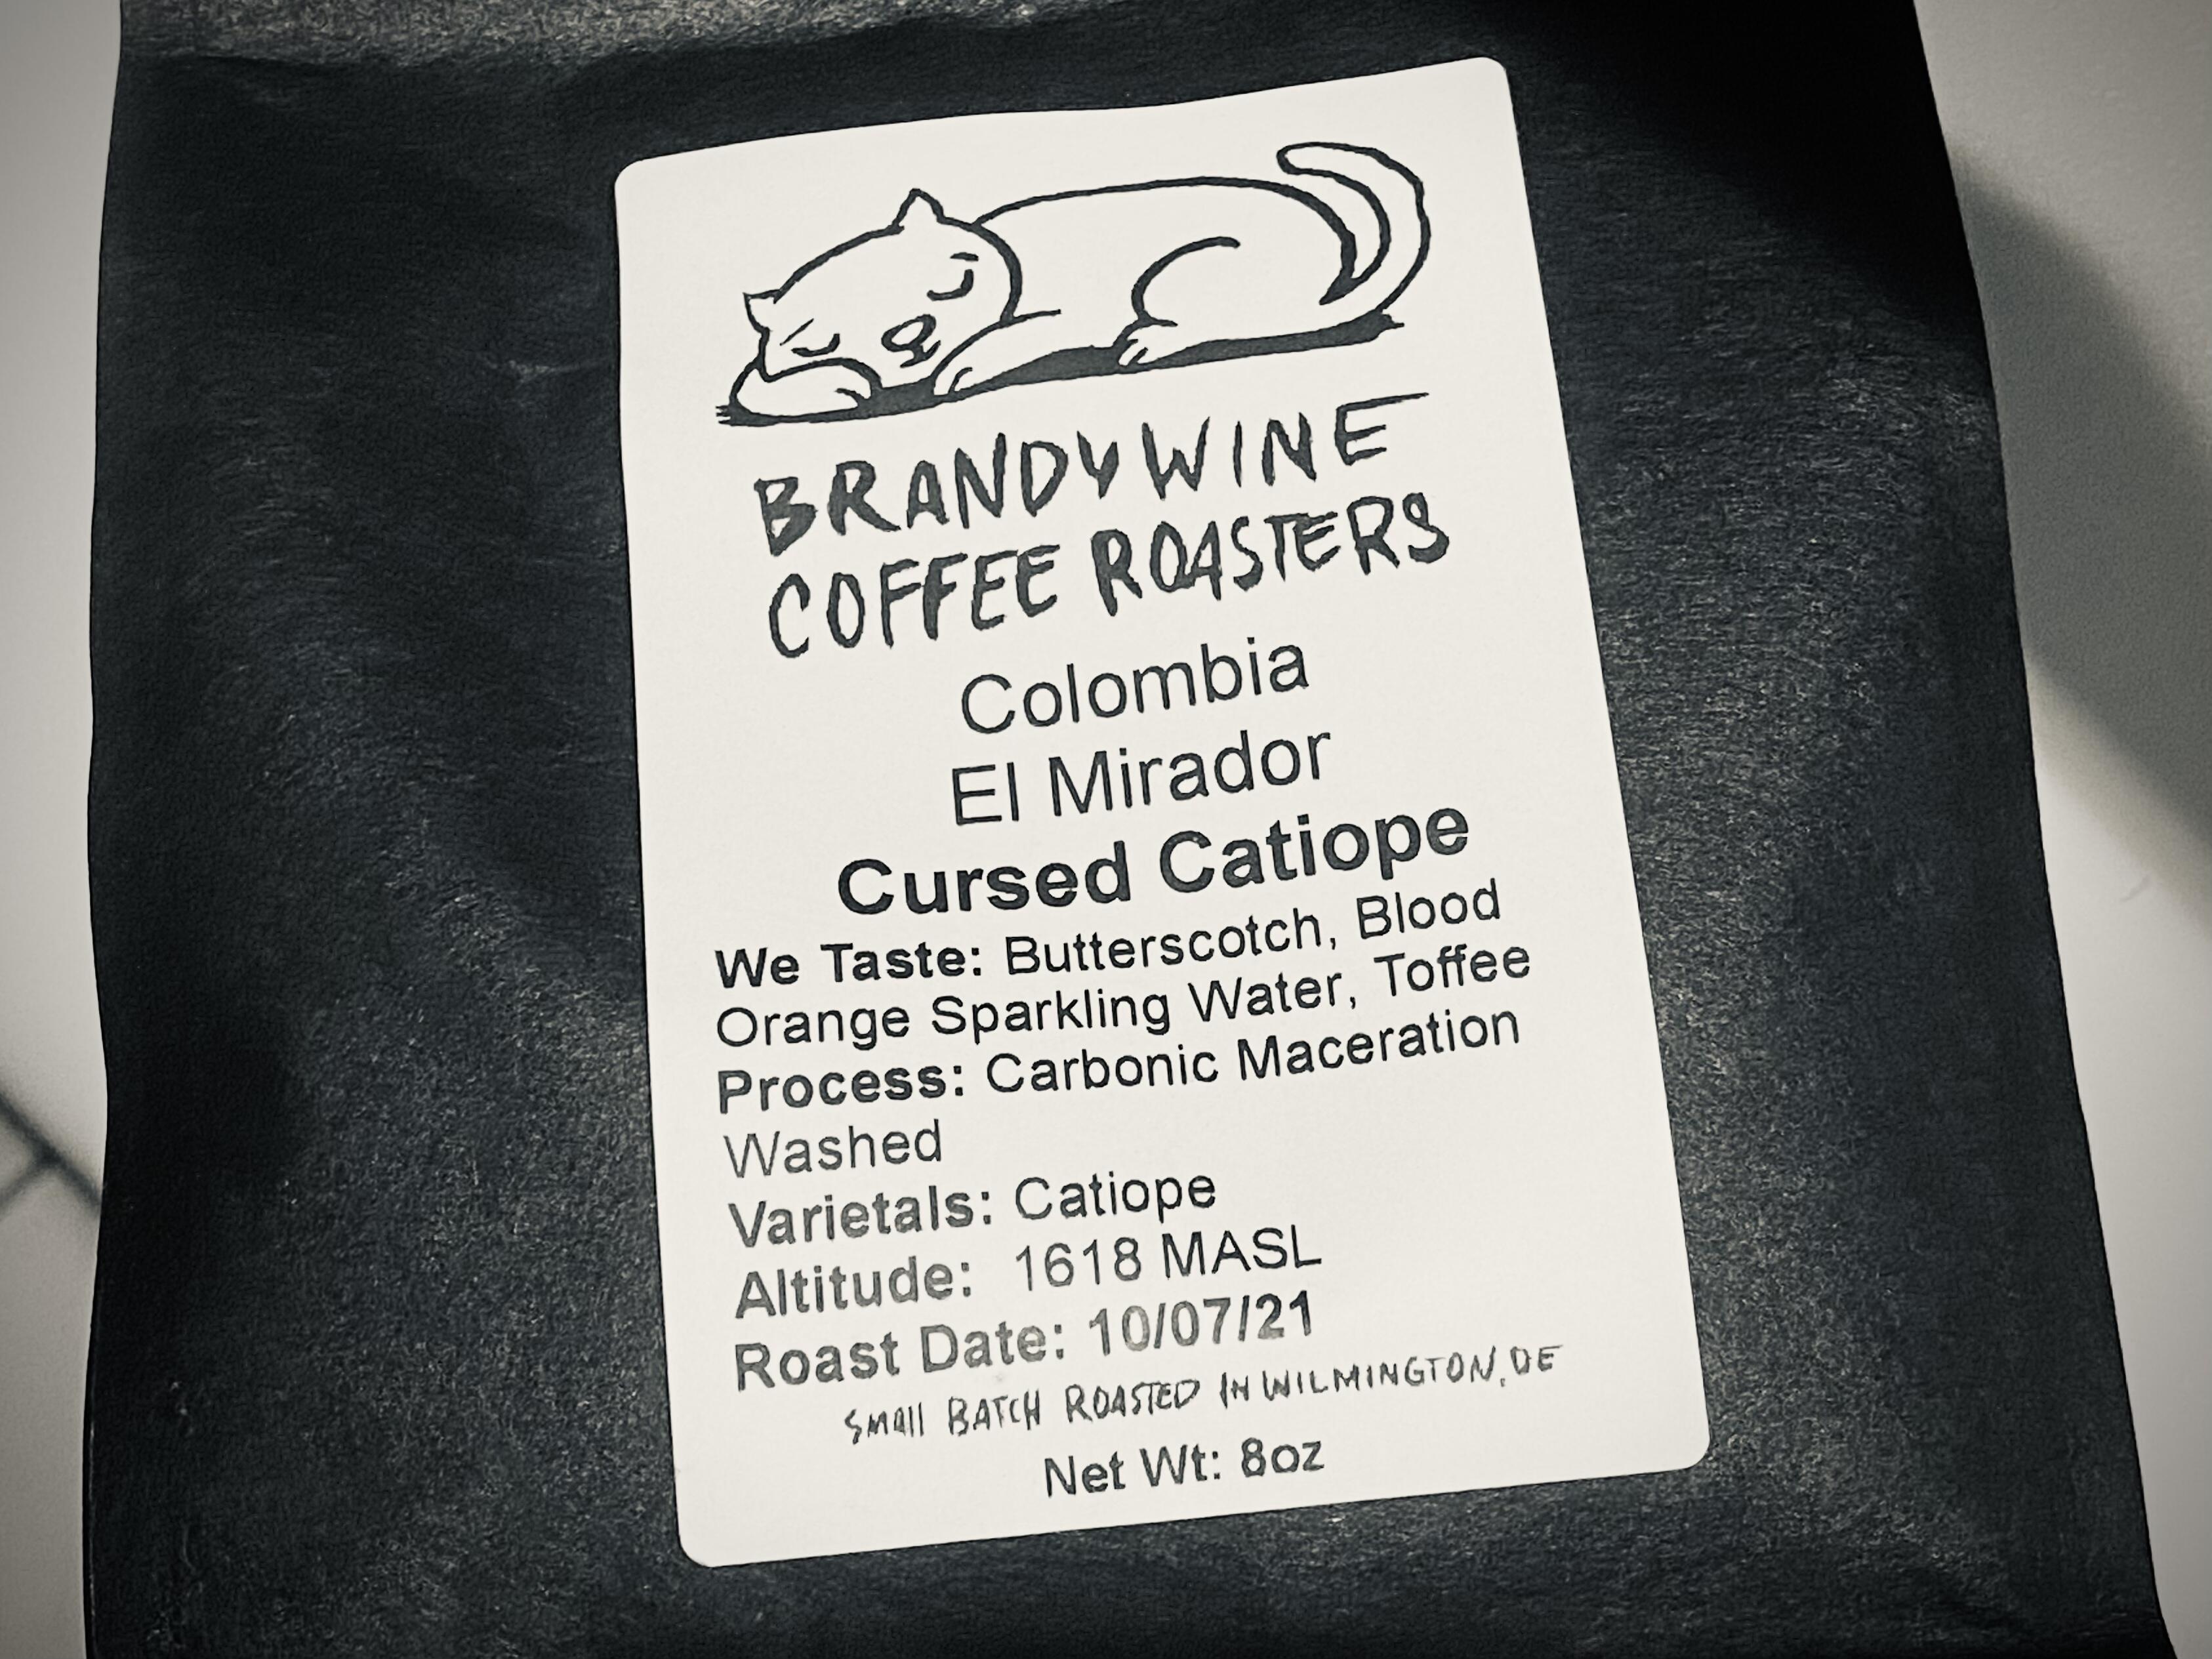 BRANDYWINE
COFFEE ROASTERS
Colombia
El Mirador
Cursed Catiope
We Taste: Butterscotch, Blood
Orange Sparkling Water, Toffee
Process: Carbonic Maceration
Washed
Varietals: Catiope
Altitude: 1618 MASL
Roast Date: 10/07/21
SMALL BATCH ROASTED IN WILMINGTON, DE
Net Wt: 8oz